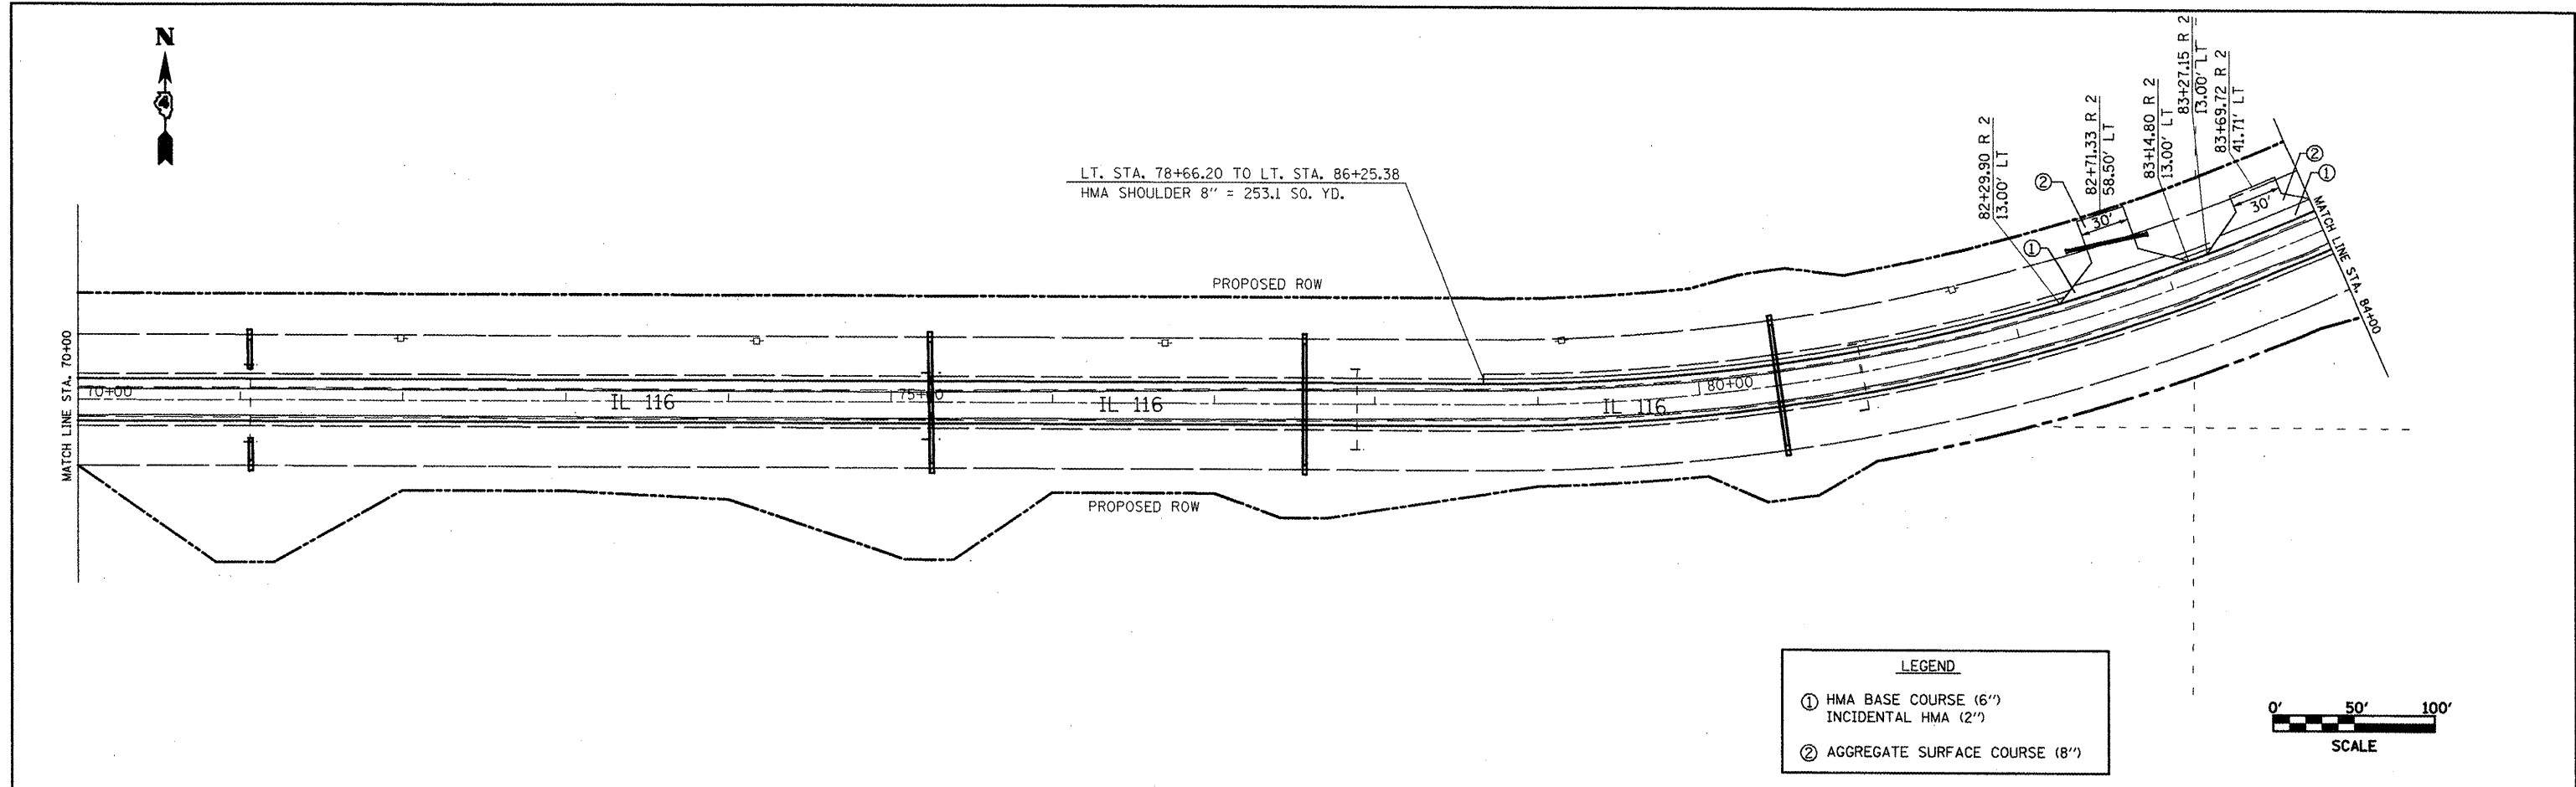 N
4
LT. STA. 78+66.20 TO LT. STA. 86+25.38
HMA SHOULDER 8" = 253.1 SQ. YD.
82+29.90 R 2
13.00' LT
82+71.33 R 2
58.50' LT
83+14.80 R 2
13.00' LT
83+27.15 R 2
13.00' LT
83+69.72 R 2
41.71' LT
②
30'
①
②
30'
①
MATCH LINE STA. 84+00
PROPOSED ROW
MATCH LINE STA. 70+00
70+00
IL 116
75+00
IL 116
IL 116
80+00
PROPOSED ROW
LEGEND
① HMA BASE COURSE (6")
INCIDENTAL HMA (2")
② AGGREGATE SURFACE COURSE (8")
0' 50' 100'
SCALE